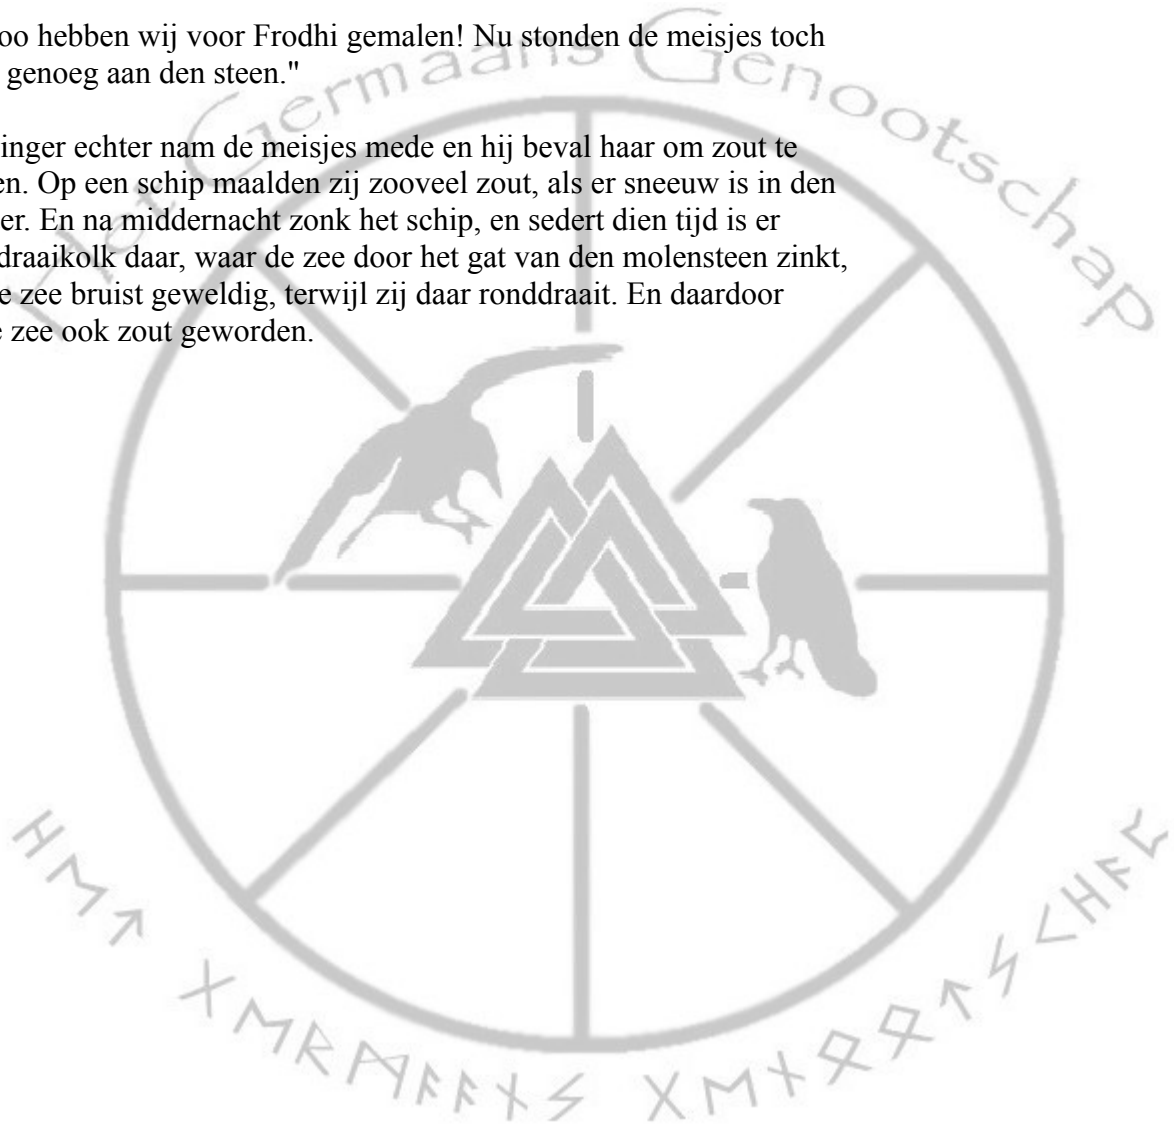 Het Germaans Genootschap
oo hebben wij voor Frodhi gemalen! Nu stonden de meisjes toch
genoeg aan den steen."
inger echter nam de meisjes mede en hij beval haar om zout te
en. Op een schip maalden zij zooveel zout, als er sneeuw is in den
er. En na middernacht zonk het schip, en sedert dien tijd is er
draaikolk daar, waar de zee door het gat van den molensteen zinkt,
e zee bruist geweldig, terwijl zij daar ronddraait. En daardoor
e zee ook zout geworden.
ᚺᛖᛏ ᚷᛖᚱᛗᚨᚨᚾᛋ ᚷᛖᚾᛟᛟᛏᛋᚲᚺᚨᛈ